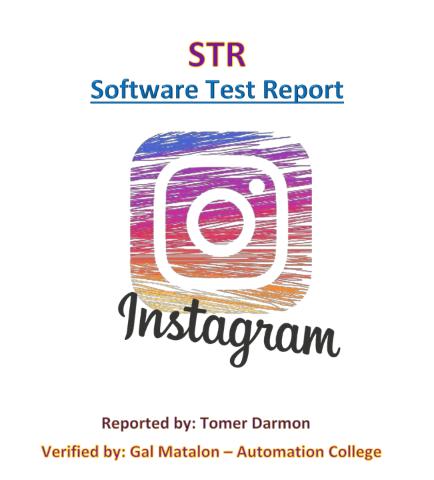 STR
Software Test Report
Instagram
Reported by: Tomer Darmon
Verified by: Gal Matalon – Automation College